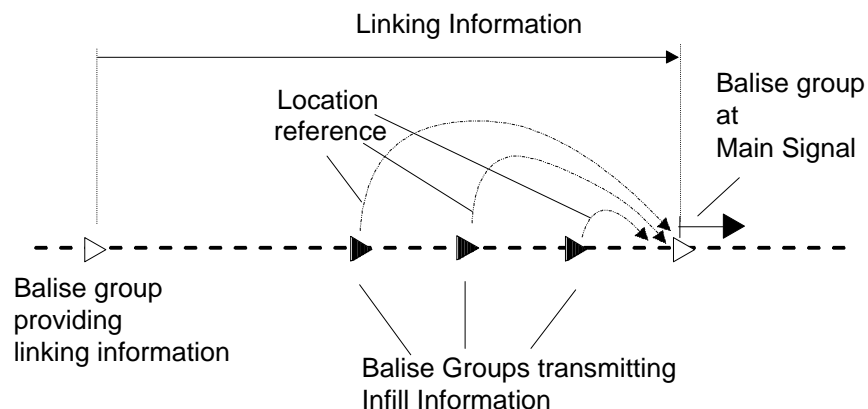 Linking Information
Balise group
at
Main Signal
Location
reference
Balise group
providing
linking information
Balise Groups transmitting
Infill Information